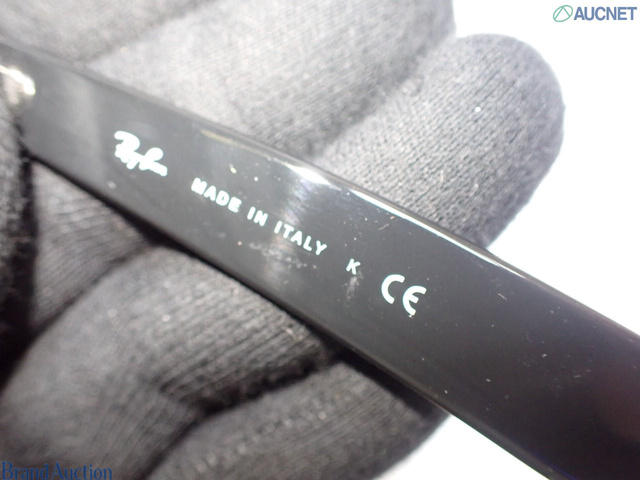 AUCNET
Ray-Ban MADE IN ITALY K CE
Brand Auction